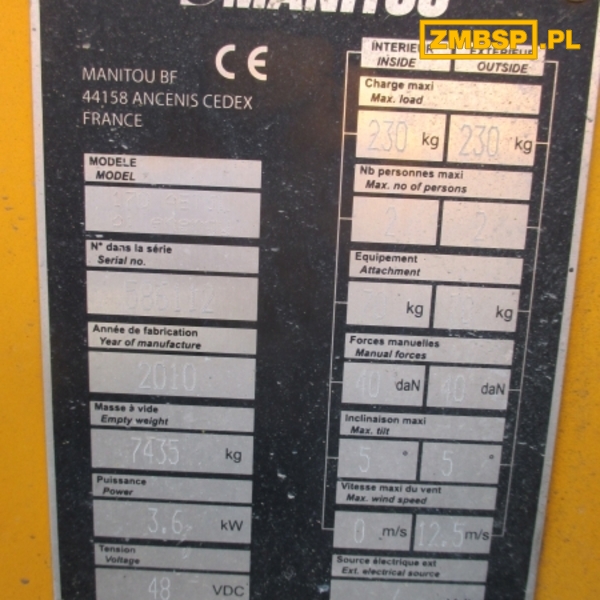 MANITOU
ZMBSP.PL
CE
MANITOU BF
44158 ANCENIS CEDEX
FRANCE
MODELE
MODEL
N° dans la série
Serial no.
Année de fabrication
Year of manufacture
2010
Masse à vide
Empty weight
7435 kg
Puissance
Power
3.6 kW
Tension
Voltage
48 VDC
INTERIEUR EXTERIEUR
INSIDE OUTSIDE
Charge maxi
Max. load
230 kg 230 kg
Nb personnes maxi
Max. no of persons
2 2
Equipement
Attachment
kg kg
Forces manuelles
Manual forces
40 daN 40 daN
Inclinaison maxi
Max. tilt
5 ° 5 °
Vitesse maxi du vent
Max. wind speed
0 m/s 12.5 m/s
Source électrique ext
Ext. electrical source